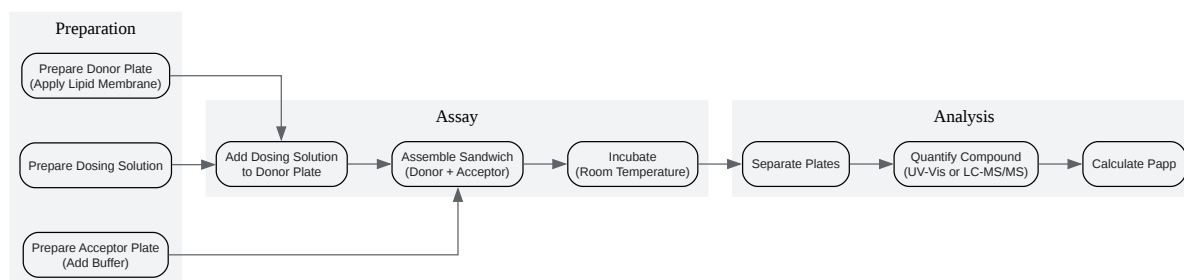 Preparation
Prepare Donor Plate
(Apply Lipid Membrane)
Prepare Dosing Solution
Prepare Acceptor Plate
(Add Buffer)
Assay
Add Dosing Solution
to Donor Plate
Assemble Sandwich
(Donor + Acceptor)
Incubate
(Room Temperature)
Analysis
Separate Plates
Quantify Compound
(UV-Vis or LC-MS/MS)
Calculate Papp